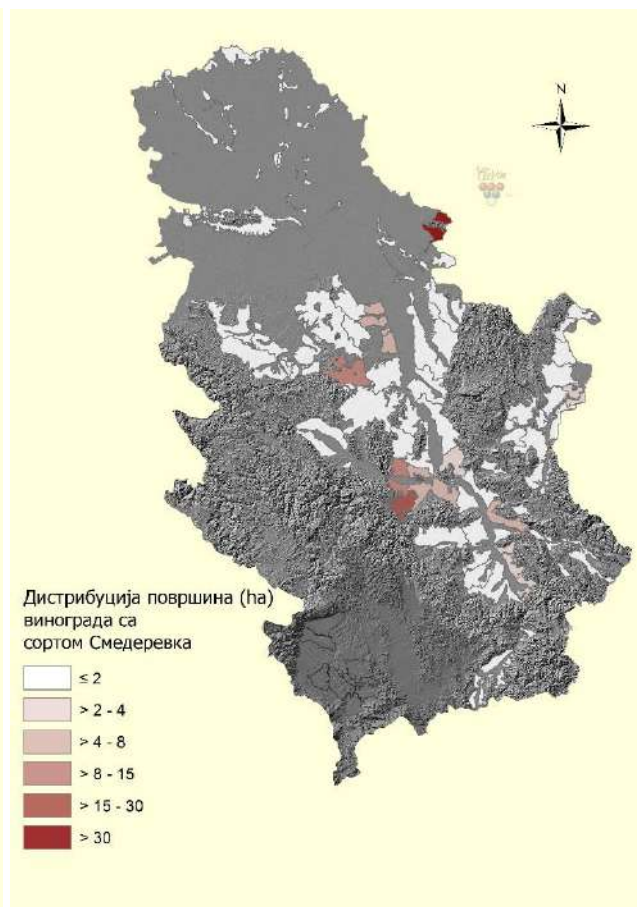 N
Дистрибуција површина (ha)
винограда са
сортом Смедеревка
≤ 2
> 2 - 4
> 4 - 8
> 8 - 15
> 15 - 30
> 30